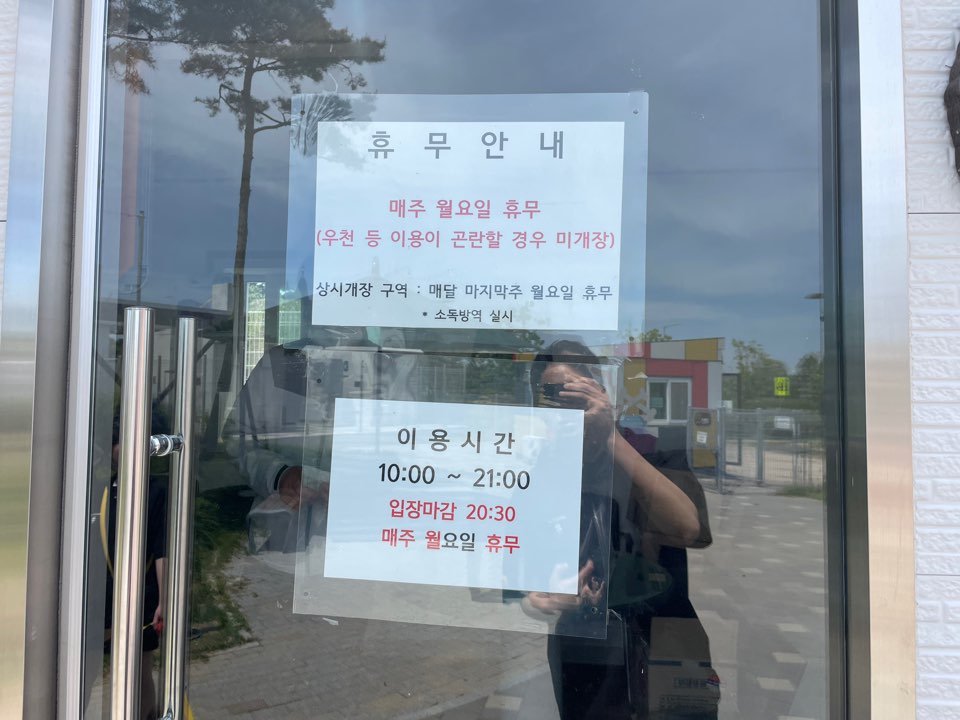 휴 무 안 내
매주 월요일 휴무
(우천 등 이용이 곤란할 경우 미개장)
상시개장 구역 : 매달 마지막주 월요일 휴무
* 소독방역 실시
이 용 시 간
10:00 ~ 21:00
입장마감 20:30
매주 월요일 휴무